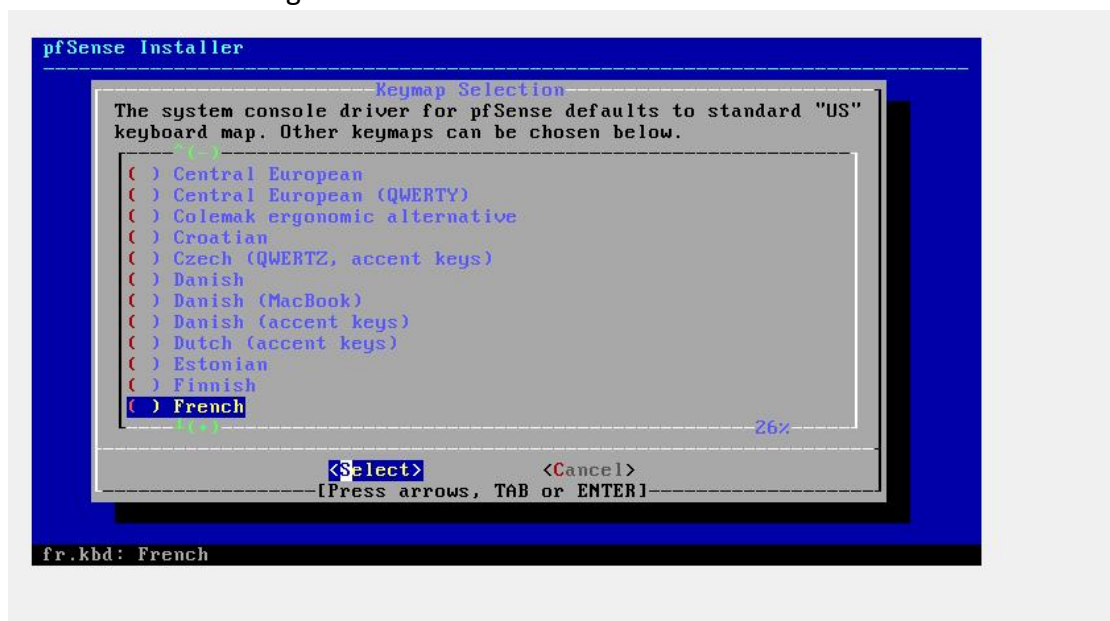 pfSense Installer
Keymap Selection
The system console driver for pfSense defaults to standard "US"
keyboard map. Other keymaps can be chosen below.
^(-)
( ) Central European
( ) Central European (QWERTY)
( ) Colemak ergonomic alternative
( ) Croatian
( ) Czech (QWERTZ, accent keys)
( ) Danish
( ) Danish (MacBook)
( ) Danish (accent keys)
( ) Dutch (accent keys)
( ) Estonian
( ) Finnish
( ) French
(+) 26%
<Select> <Cancel>
[Press arrows, TAB or ENTER]
fr.kbd: French